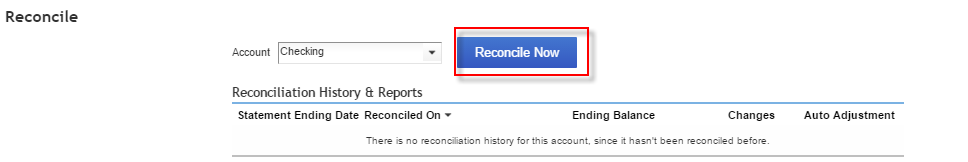 Reconcile
Account Checking Reconcile Now
Reconciliation History & Reports
Statement Ending Date Reconciled On Ending Balance Changes Auto Adjustment
There is no reconciliation history for this account, since it hasn't been reconciled before.